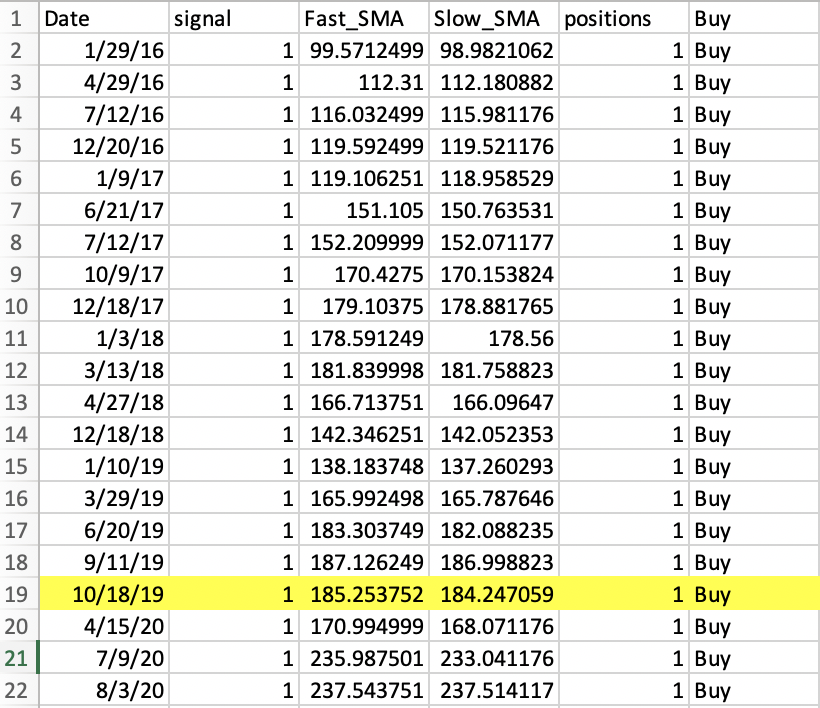 1 Date signal Fast_SMA Slow_SMA positions Buy
2 1/29/16 1 99.5712499 98.9821062 1 Buy
3 4/29/16 1 112.31 112.180882 1 Buy
4 7/12/16 1 116.032499 115.981176 1 Buy
5 12/20/16 1 119.592499 119.521176 1 Buy
6 1/9/17 1 119.106251 118.958529 1 Buy
7 6/21/17 1 151.105 150.763531 1 Buy
8 7/12/17 1 152.209999 152.071177 1 Buy
9 10/9/17 1 170.4275 170.153824 1 Buy
10 12/18/17 1 179.10375 178.881765 1 Buy
11 1/3/18 1 178.591249 178.56 1 Buy
12 3/13/18 1 181.839998 181.758823 1 Buy
13 4/27/18 1 166.713751 166.09647 1 Buy
14 12/18/18 1 142.346251 142.052353 1 Buy
15 1/10/19 1 138.183748 137.260293 1 Buy
16 3/29/19 1 165.992498 165.787646 1 Buy
17 6/20/19 1 183.303749 182.088235 1 Buy
18 9/11/19 1 187.126249 186.998823 1 Buy
19 10/18/19 1 185.253752 184.247059 1 Buy
20 4/15/20 1 170.994999 168.071176 1 Buy
21 7/9/20 1 235.987501 233.041176 1 Buy
22 8/3/20 1 237.543751 237.514117 1 Buy